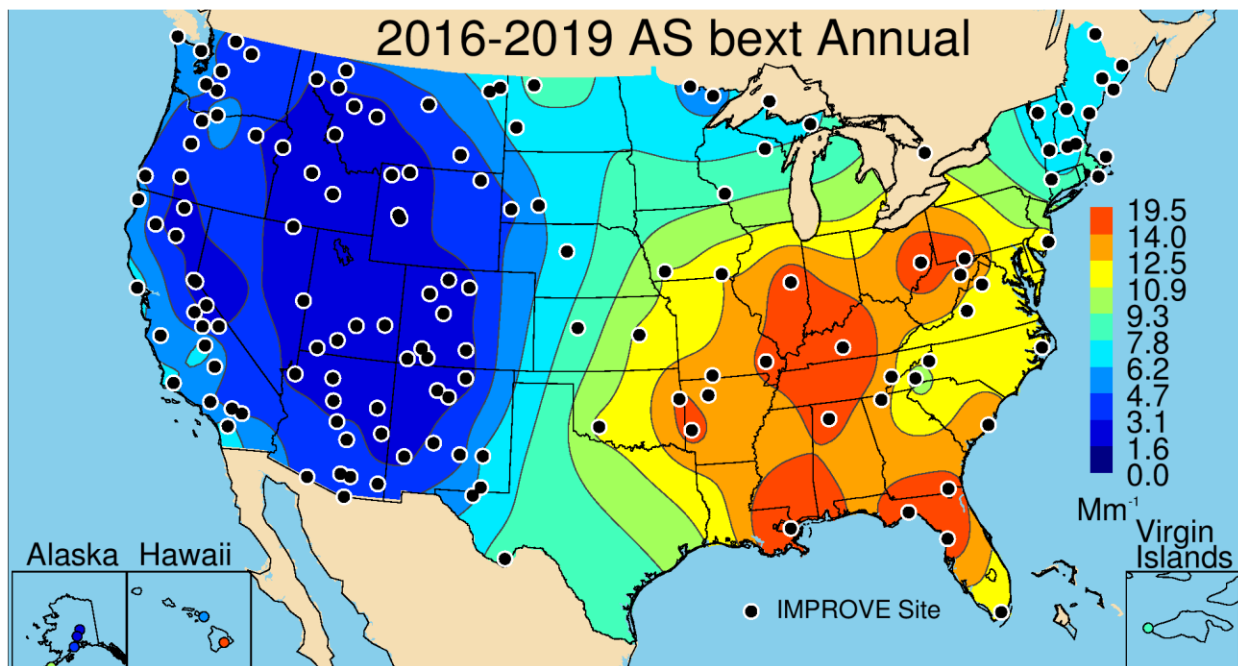 2016-2019 AS bext Annual
19.5
14.0
12.5
10.9
9.3
7.8
6.2
4.7
3.1
1.6
0.0
Mm⁻¹
Alaska
Hawaii
Virgin
Islands
IMPROVE Site